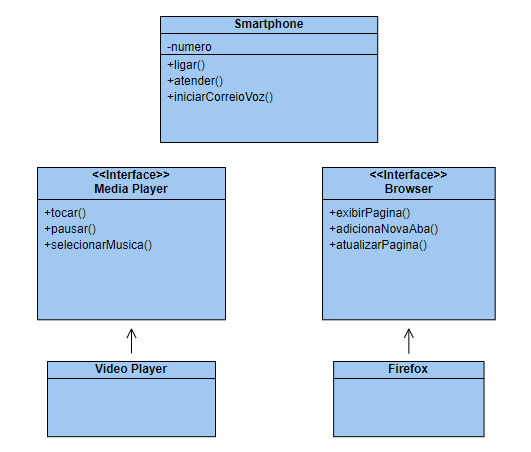 Smartphone
-numero
+ligar()
+atender()
+iniciarCorreioVoz()
<<Interface>>
Media Player
+tocar()
+pausar()
+selecionarMusica()
<<Interface>>
Browser
+exibirPagina()
+adicionaNovaAba()
+atualizarPagina()
Video Player
Firefox